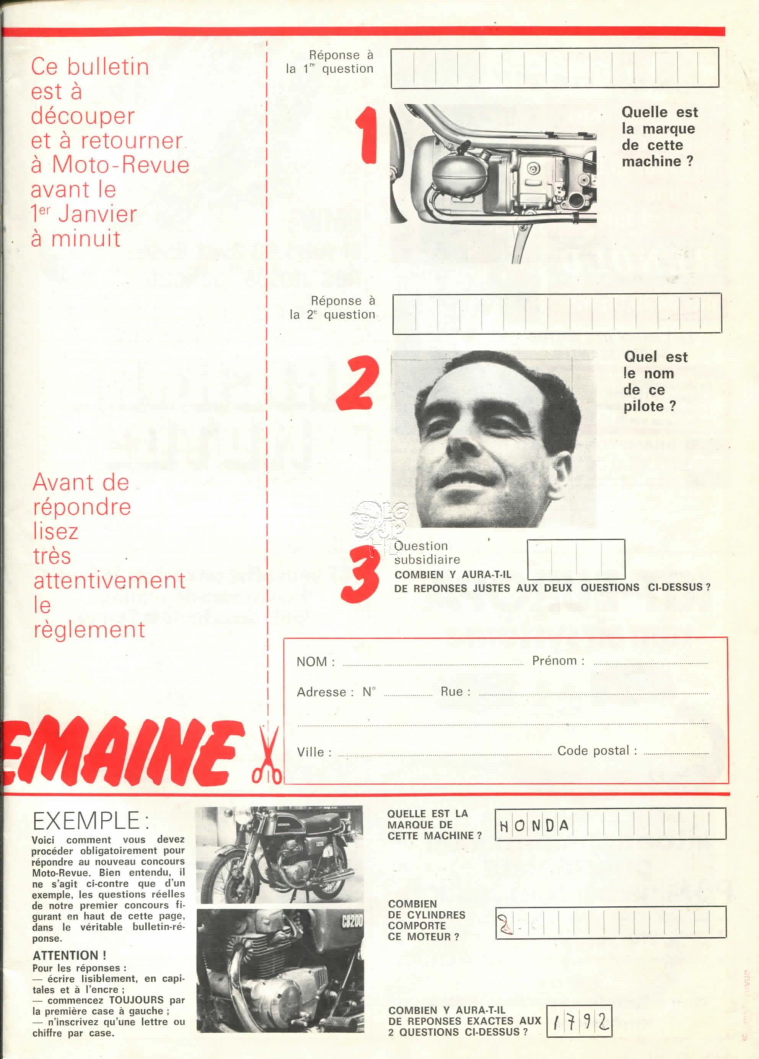 Ce bulletin
est à
découper
et à retourner
à Moto-Revue
avant le
1er Janvier
à minuit
Réponse à
la 1re question
1
Quelle est
la marque
de cette
machine ?
Réponse à
la 2e question
2
Quel est
le nom
de ce
pilote ?
Avant de
répondre
lisez
très
attentivement
le
règlement
3
Question
subsidiaire
COMBIEN Y AURA-T-IL
DE REPONSES JUSTES AUX DEUX QUESTIONS CI-DESSUS ?
NOM : Prénom :
Adresse : N° Rue :
Ville : Code postal :
EMAINE
EXEMPLE :
Voici comment vous devez
procéder obligatoirement pour
répondre au nouveau concours
Moto-Revue. Bien entendu, il
ne s'agit ci-contre que d'un
exemple, les questions réelles
de notre premier concours fi-
gurant en haut de cette page,
dans le véritable bulletin-ré-
ponse.
ATTENTION !
Pour les réponses :
— écrire lisiblement, en capi-
tales et à l'encre ;
— commencez TOUJOURS par
la première case à gauche ;
— n'inscrivez qu'une lettre ou
chiffre par case.
CB200
QUELLE EST LA
MARQUE DE
CETTE MACHINE ?
HONDA
COMBIEN
DE CYLINDRES
COMPORTE
CE MOTEUR ?
2
COMBIEN Y AURA-T-IL
DE REPONSES EXACTES AUX
2 QUESTIONS CI-DESSUS ?
1792